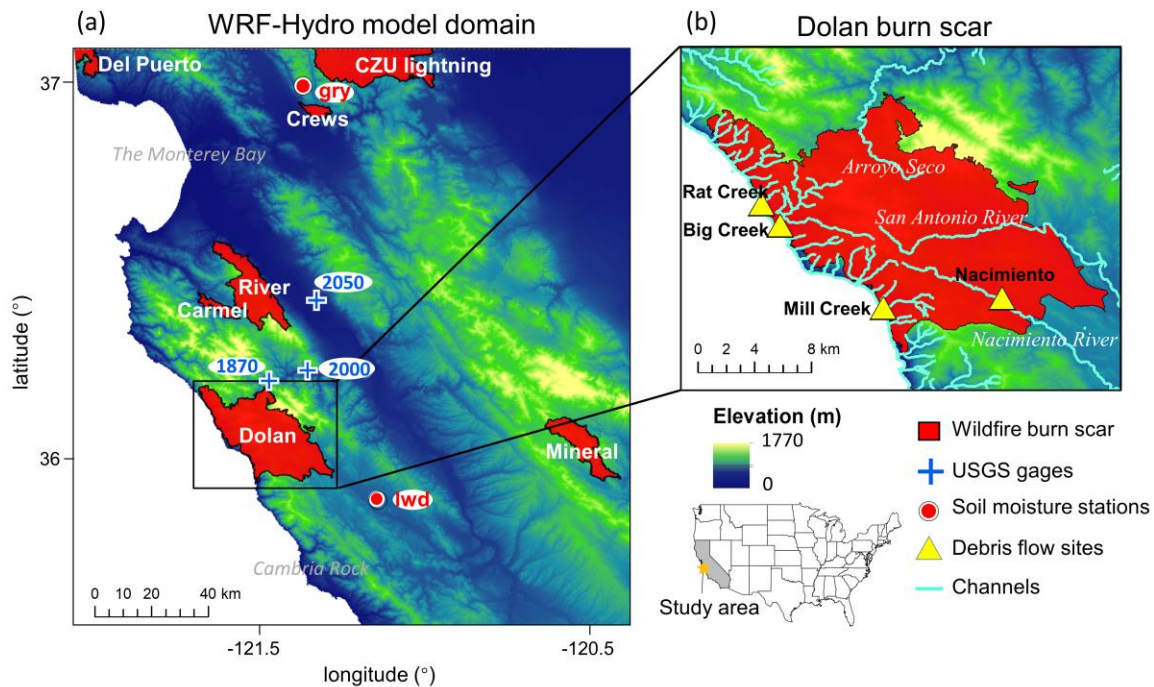 (a)
WRF-Hydro model domain
Del Puerto
CZU lightning
37
gry
Crews
The Monterey Bay
2050
River
Carmel
1870
2000
latitude (°)
Dolan
36
Mineral
lwd
Cambria Rock
0 10 20 40 km
-121.5
-120.5
longitude (°)
(b)
Dolan burn scar
Arroyo Seco
Rat Creek
San Antonio River
Big Creek
Nacimiento
Mill Creek
Nacimiento River
0 2 4 8 km
Elevation (m)
1770
0
Study area
Wildfire burn scar
USGS gages
Soil moisture stations
Debris flow sites
Channels